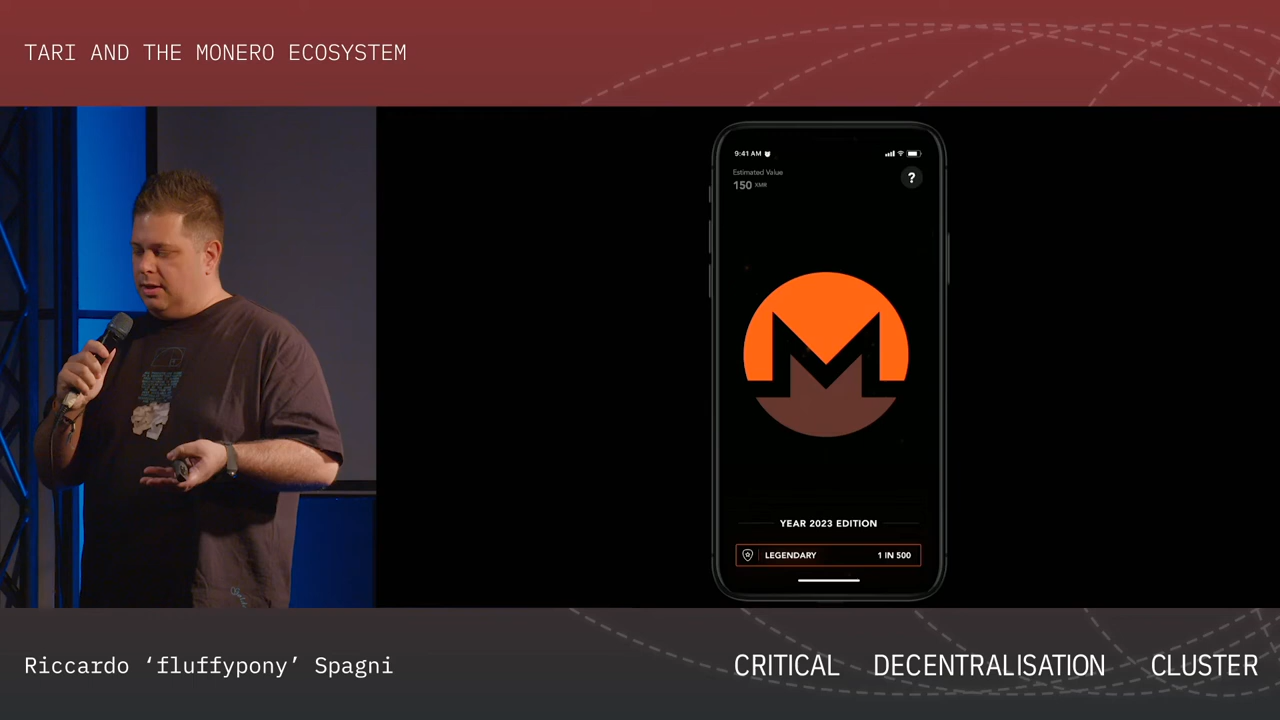 TARI AND THE MONERO ECOSYSTEM
9:41 AM
Estimated Value
150 XMR
?
YEAR 2023 EDITION
LEGENDARY
1 IN 500
Riccardo ‘fluffypony’ Spagni
CRITICAL DECENTRALISATION CLUSTER